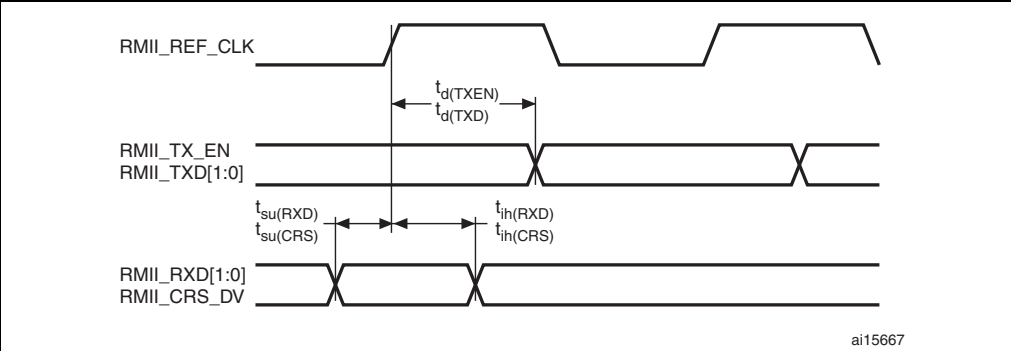 RMII_REF_CLK
td(TXEN)
td(TXD)
RMII_TX_EN
RMII_TXD[1:0]
tsu(RXD)
tsu(CRS)
tih(RXD)
tih(CRS)
RMII_RXD[1:0]
RMII_CRS_DV
ai15667